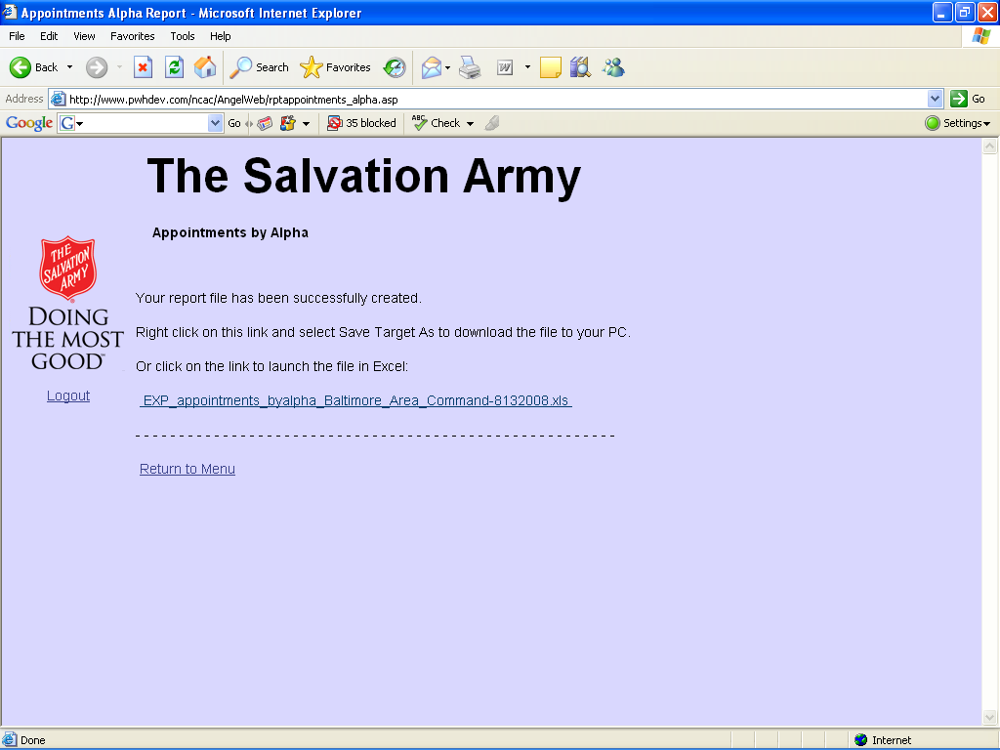 Appointments Alpha Report - Microsoft Internet Explorer
File Edit View Favorites Tools Help
Back Search Favorites W
Address http://www.pwhdev.com/ncac/AngelWeb/rptappointments_alpha.asp Go
Google G Go 35 blocked ABC Check Settings
The Salvation Army
Appointments by Alpha
THE
SALVATION
ARMY
DOING
THE MOST
GOOD™
Logout
Your report file has been successfully created.
Right click on this link and select Save Target As to download the file to your PC.
Or click on the link to launch the file in Excel:
EXP_appointments_byalpha_Baltimore_Area_Command-8132008.xls
- - - - - - - - - - - - - - - - - - - - - - - - - - - - - - - - - - - - - - - - - - - - - - - - - - - - - - - -
Return to Menu
Done Internet